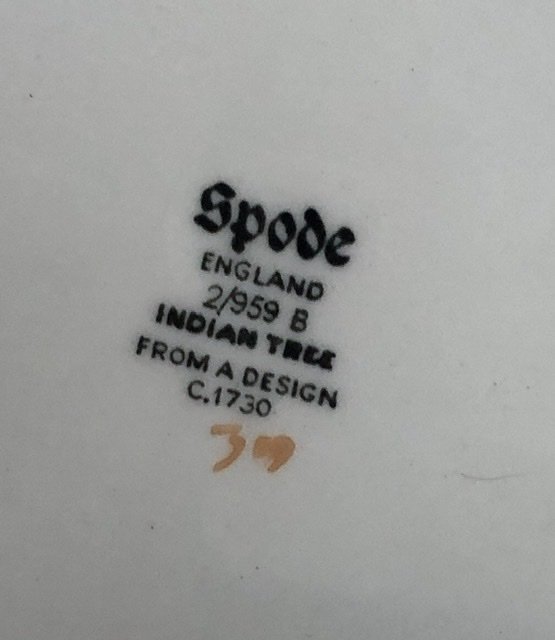 Spode
ENGLAND
2/959 B
INDIAN TREE
FROM A DESIGN
C.1730